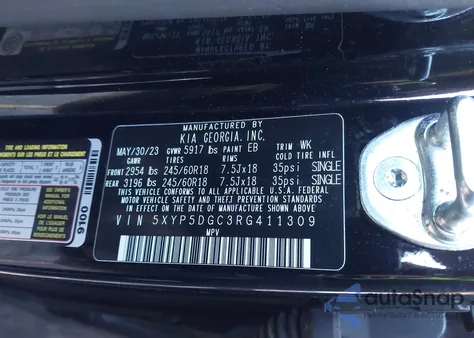 MANUFACTURED BY
KIA GEORGIA, INC.
MAY/30/23 GVWR 5917 lbs PAINT EB TRIM WK
GAWR TIRES RIMS COLD TIRE INF.
FRONT 2954 lbs 245/60R18 7.5Jx18 35psi SINGLE
REAR 3196 lbs 245/60R18 7.5Jx18 35psi SINGLE
THIS VEHICLE CONFORMS TO ALL APPLICABLE U.S.A. FEDERAL
MOTOR VEHICLE SAFETY AND THEFT PREVENTION STANDARDS
IN EFFECT ON THE DATE OF MANUFACTURE SHOWN ABOVE.
VIN 5XYP5DGC3RG411309
MPV
00916
autoSnap